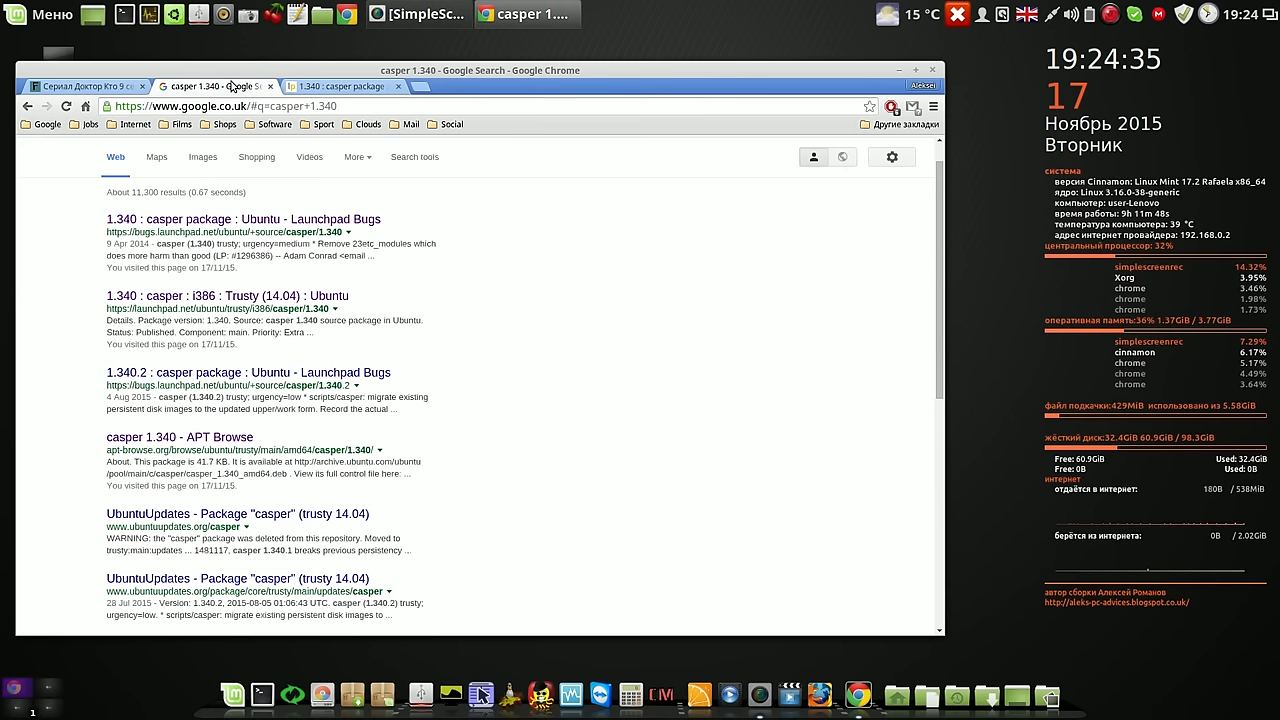 Меню
[SimpleSc...
casper 1....
15 °C
19:24
casper 1.340 - Google Search - Google Chrome
Сериал Доктор Кто 9 се
casper 1.340 - Google Se
1.340 : casper package
Aleksei
https://www.google.co.uk/#q=casper+1.340
Google
Jobs
Internet
Films
Shops
Software
Sport
Clouds
Mail
Social
Другие закладки
Web
Maps
Images
Shopping
Videos
More
Search tools
About 11,300 results (0.67 seconds)
1.340 : casper package : Ubuntu - Launchpad Bugs
https://bugs.launchpad.net/ubuntu/+source/casper/1.340
9 Apr 2014 - casper (1.340) trusty; urgency=medium * Remove 23etc_modules which
does more harm than good (LP: #1296386) -- Adam Conrad <email ...
You visited this page on 17/11/15.
1.340 : casper : i386 : Trusty (14.04) : Ubuntu
https://launchpad.net/ubuntu/trusty/i386/casper/1.340
Details. Package version: 1.340. Source: casper 1.340 source package in Ubuntu.
Status: Published. Component: main. Priority: Extra ...
You visited this page on 17/11/15.
1.340.2 : casper package : Ubuntu - Launchpad Bugs
https://bugs.launchpad.net/ubuntu/+source/casper/1.340.2
4 Aug 2015 - casper (1.340.2) trusty; urgency=low * scripts/casper: migrate existing
persistent disk images to the updated upper/work form. Record the actual ...
casper 1.340 - APT Browse
apt-browse.org/browse/ubuntu/trusty/main/amd64/casper/1.340/
About. This package is 41.7 KB. It is available at http://archive.ubuntu.com/ubuntu
/pool/main/c/casper/casper_1.340_amd64.deb . View its full control file here: ...
You visited this page on 17/11/15.
UbuntuUpdates - Package "casper" (trusty 14.04)
www.ubuntuupdates.org/casper
WARNING: the "casper" package was deleted from this repository. Moved to
trusty:main:updates ... 1481117, casper 1.340.1 breaks previous persistency ...
UbuntuUpdates - Package "casper" (trusty 14.04)
www.ubuntuupdates.org/package/core/trusty/main/updates/casper
28 Jul 2015 - Version: 1.340.2, 2015-08-05 01:06:43 UTC. casper (1.340.2) trusty;
urgency=low. * scripts/casper: migrate existing persistent disk images to ...
19:24:35
17
Ноябрь 2015
Вторник
система
версия Cinnamon: Linux Mint 17.2 Rafaela x86_64
ядро: Linux 3.16.0-38-generic
компьютер: user-Lenovo
время работы: 9h 11m 48s
температура компьютера: 39 °C
адрес интернет провайдера: 192.168.0.2
центральный процессор: 32%
simplescreenrec 14.32%
Xorg 3.95%
chrome 3.46%
chrome 1.98%
chrome 1.73%
оперативная память:36% 1.37GiB / 3.77GiB
simplescreenrec 7.29%
cinnamon 6.17%
chrome 5.17%
chrome 4.49%
chrome 3.64%
файл подкачки:429MiB использовано из 5.58GiB
жёсткий диск:32.4GiB 60.9GiB / 98.3GiB
Free: 60.9GiB Used: 32.4GiB
Free: 0B Used: 0B
интернет
отдаётся в интернет: 180B / 538MiB
берётся из интернета: 0B / 2.02GiB
автор сборки Алексей Романов
http://aleks-pc-advices.blogspot.co.uk/
1